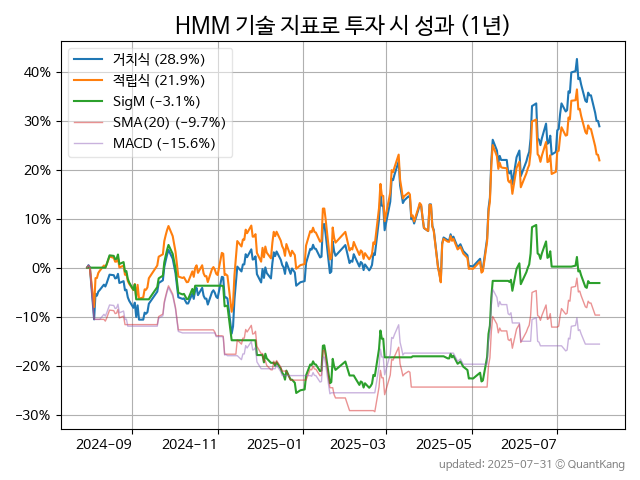 HMM 기술 지표로 투자 시 성과 (1년)
거치식 (28.9%)
적립식 (21.9%)
SigM (−3.1%)
SMA(20) (−9.7%)
MACD (−15.6%)
40%
30%
20%
10%
0%
−10%
−20%
−30%
2024-09
2024-11
2025-01
2025-03
2025-05
2025-07
updated: 2025-07-31 © QuantKang